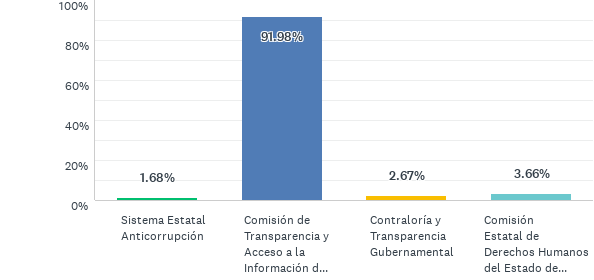 100%
80%
60%
40%
20%
0%
1.68%
91.98%
2.67%
3.66%
Sistema Estatal
Anticorrupción
Comisión de
Transparencia y
Acceso a la
Información d...
Contraloría y
Transparencia
Gubernamental
Comisión
Estatal de
Derechos Humanos
del Estado de...